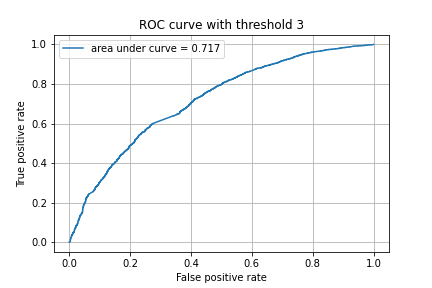 ROC curve with threshold 3
area under curve = 0.717
1.0
0.8
0.6
0.4
0.2
0.0
True positive rate
0.0 0.2 0.4 0.6 0.8 1.0
False positive rate